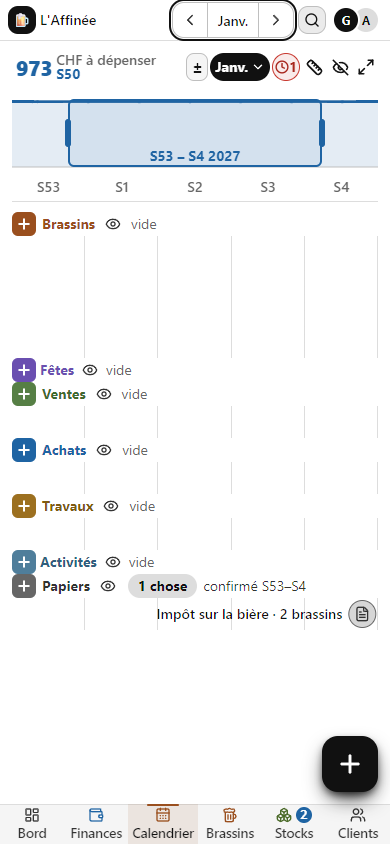 L'Affinée
Janv.
G
A
973 CHF à dépenser
S50
±
Janv.
1
S53 – S4 2027
S53 S1 S2 S3 S4
Brassins vide
Fêtes vide
Ventes vide
Achats vide
Travaux vide
Activités vide
Papiers 1 chose confirmé S53–S4
Impôt sur la bière · 2 brassins
Bord Finances Calendrier Brassins Stocks 2 Clients